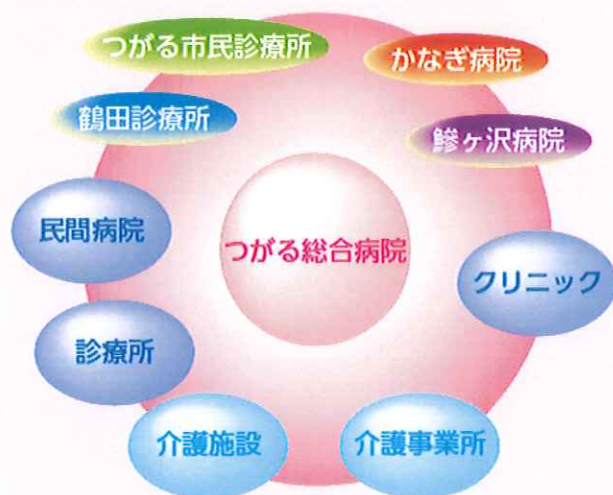 つがる市民診療所
かなぎ病院
鶴田診療所
鰺ヶ沢病院
民間病院
つがる総合病院
クリニック
診療所
介護施設
介護事業所